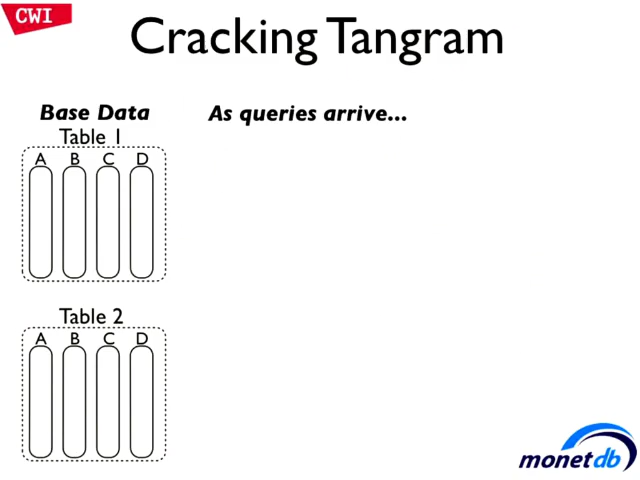 CWI
Cracking Tangram
Base Data
As queries arrive...
Table 1
A B C D
Table 2
A B C D
monetdb